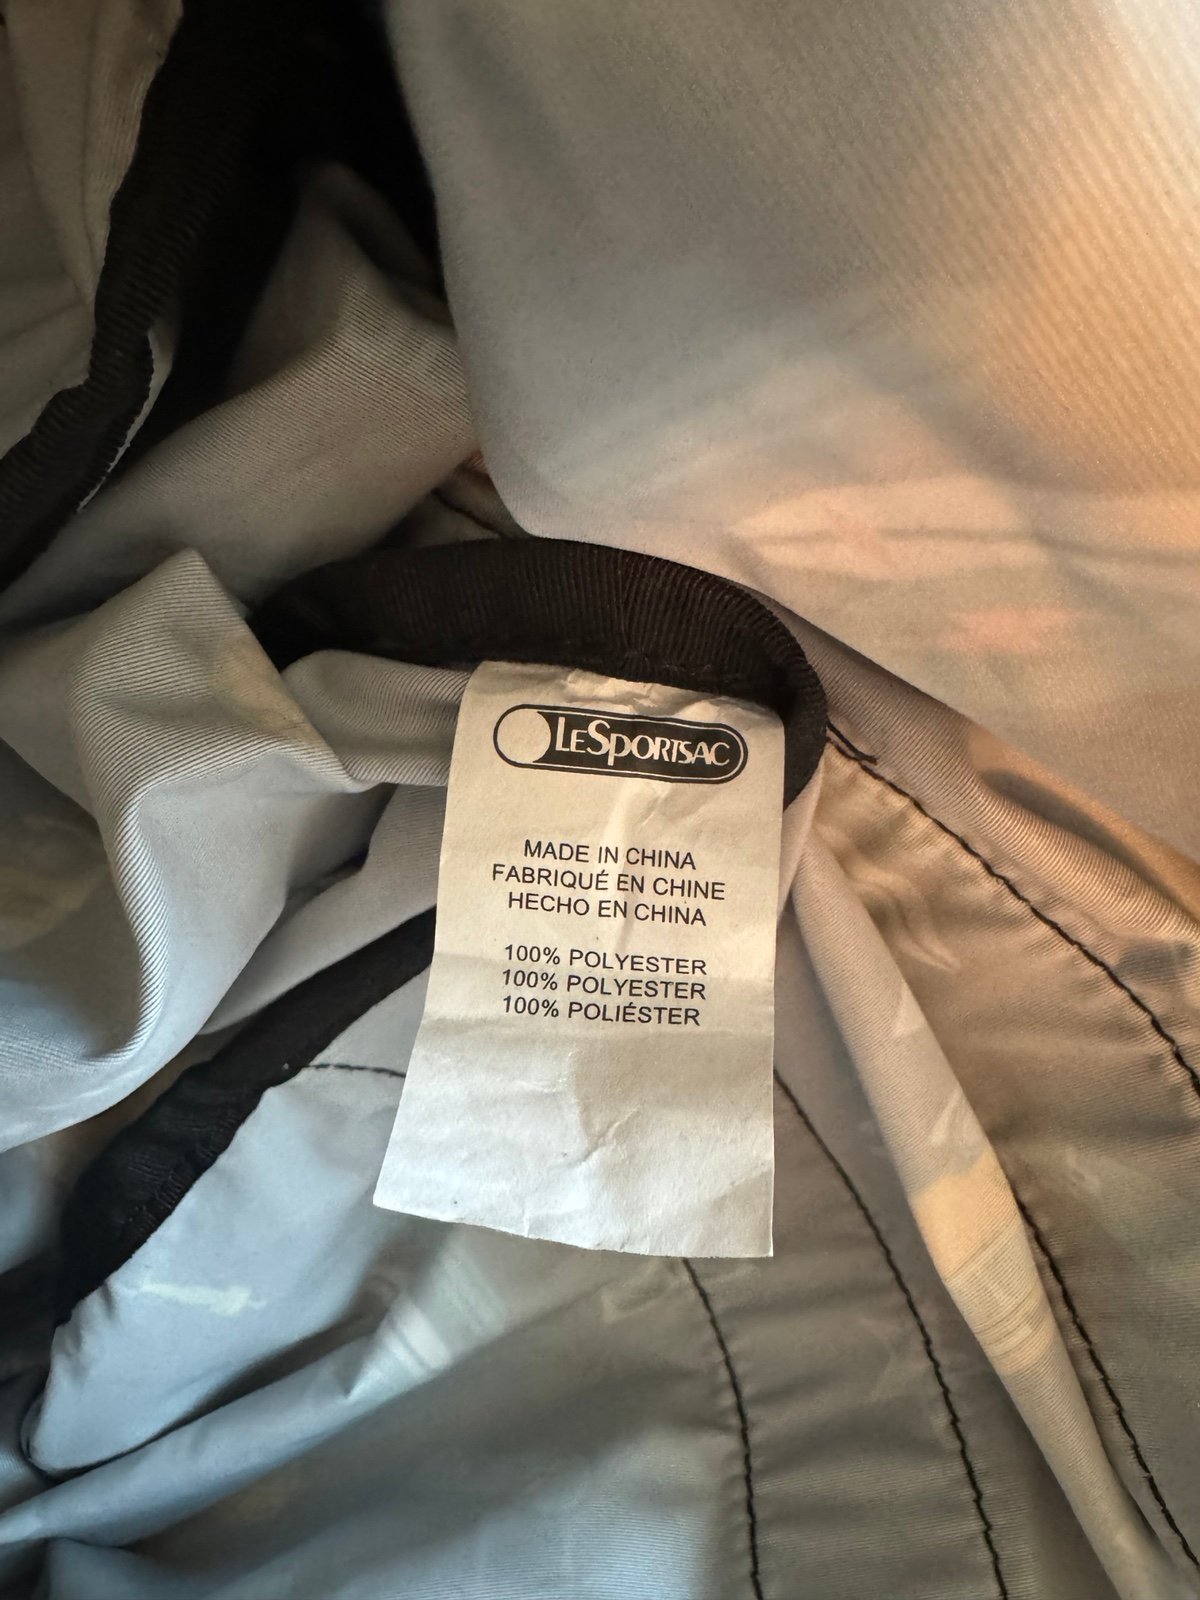 LeSportsac
MADE IN CHINA
FABRIQUÉ EN CHINE
HECHO EN CHINA
100% POLYESTER
100% POLYESTER
100% POLIÉSTER